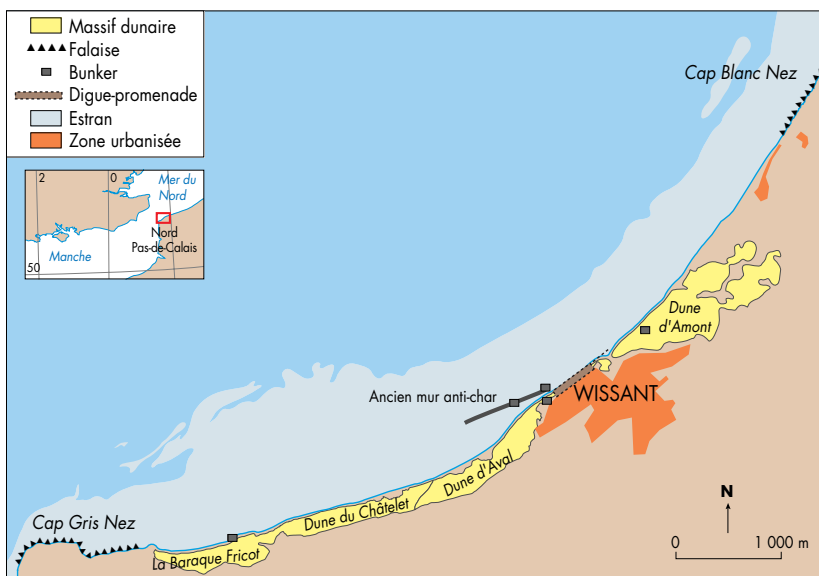 Massif dunaire
Falaise
Bunker
Digue-promenade
Estran
Zone urbanisée
2
0
Mer du
Nord
Nord
Pas-de-Calais
Manche
50
Cap Blanc Nez
Dune
d'Amont
Ancien mur anti-char
WISSANT
Dune d'Aval
Dune du Châtelet
Cap Gris Nez
La Baraque Fricot
N
0
1 000 m